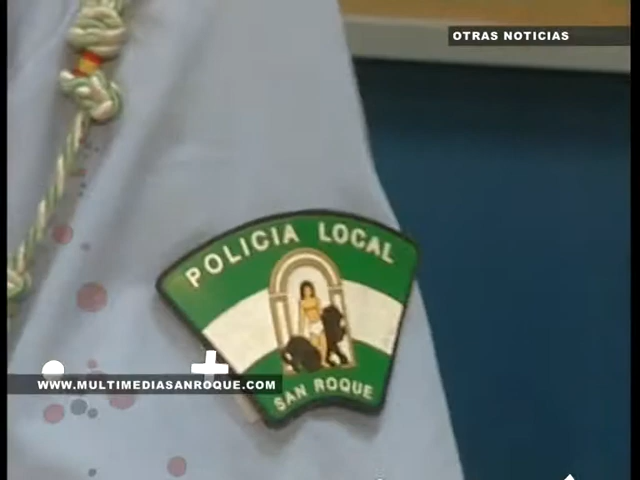 OTRAS NOTICIAS
POLICIA LOCAL
SAN ROQUE
WWW.MULTIMEDIASANROQUE.COM